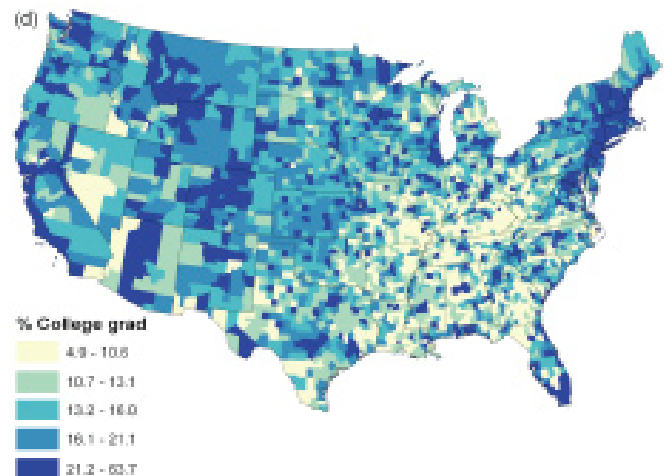 (d)
% College grad
4.9 - 10.6
10.7 - 13.1
13.2 - 16.0
16.1 - 21.1
21.2 - 63.7